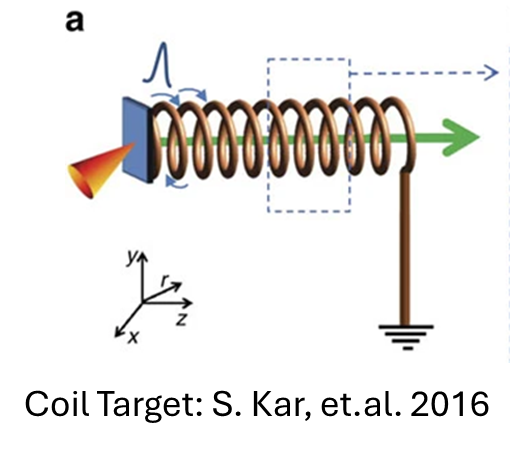 a
y
r
z
x
Coil Target: S. Kar, et.al. 2016